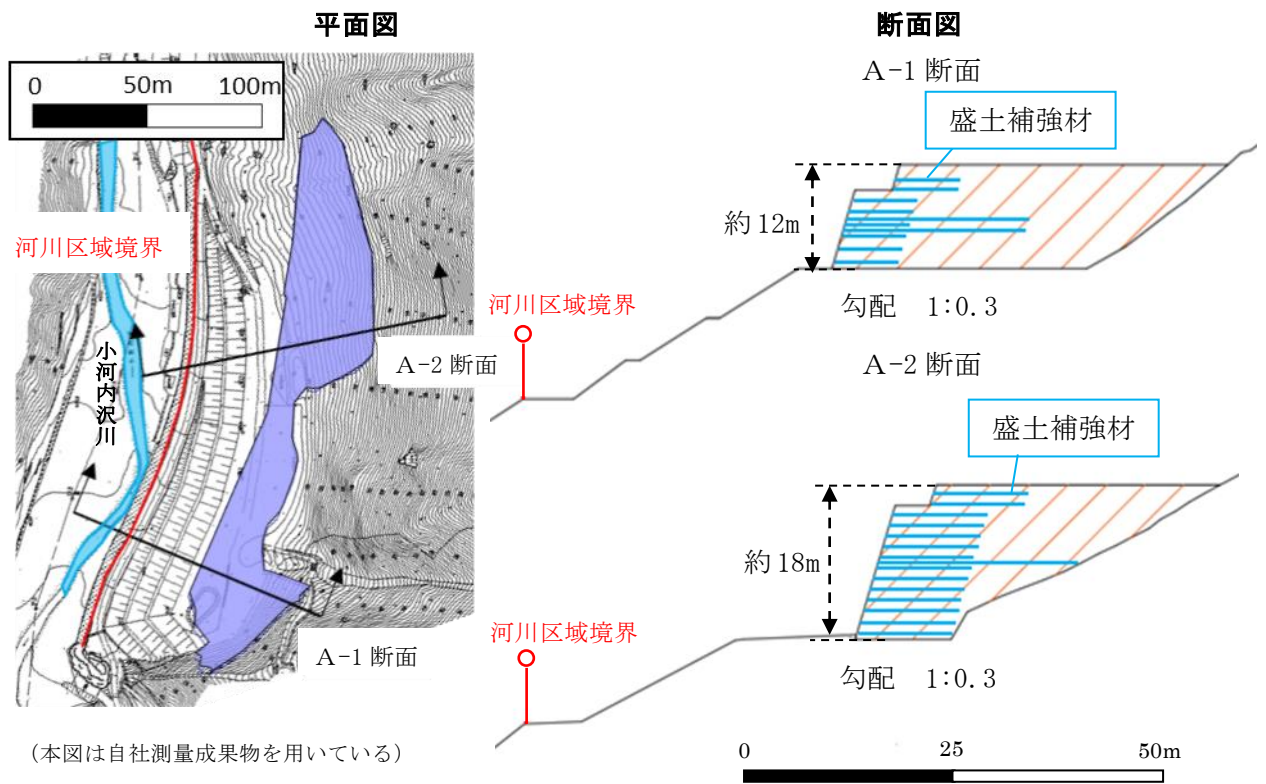 平面図
0 50m 100m
河川区域境界
小河内沢川
A-2 断面
A-1 断面
(本図は自社測量成果物を用いている)
断面図
A-1 断面
盛土補強材
約 12m
勾配 1:0.3
河川区域境界
A-2 断面
盛土補強材
約 18m
勾配 1:0.3
河川区域境界
0 25 50m